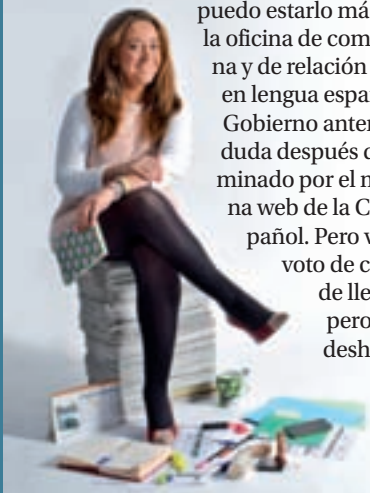 puedo estarlo má
la oficina de com
na y de relación
en lengua espa
Gobierno anter
duda después
minado por el
na web de la C
pañol. Pero
voto de c
de lle
pero
desh